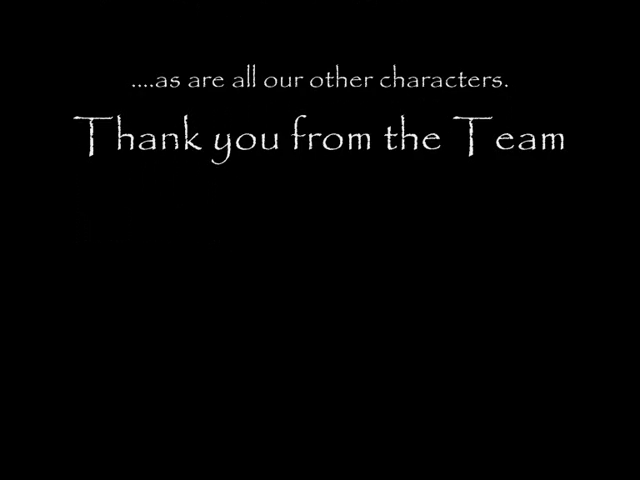 ....as are all our other characters.
Thank you from the Team